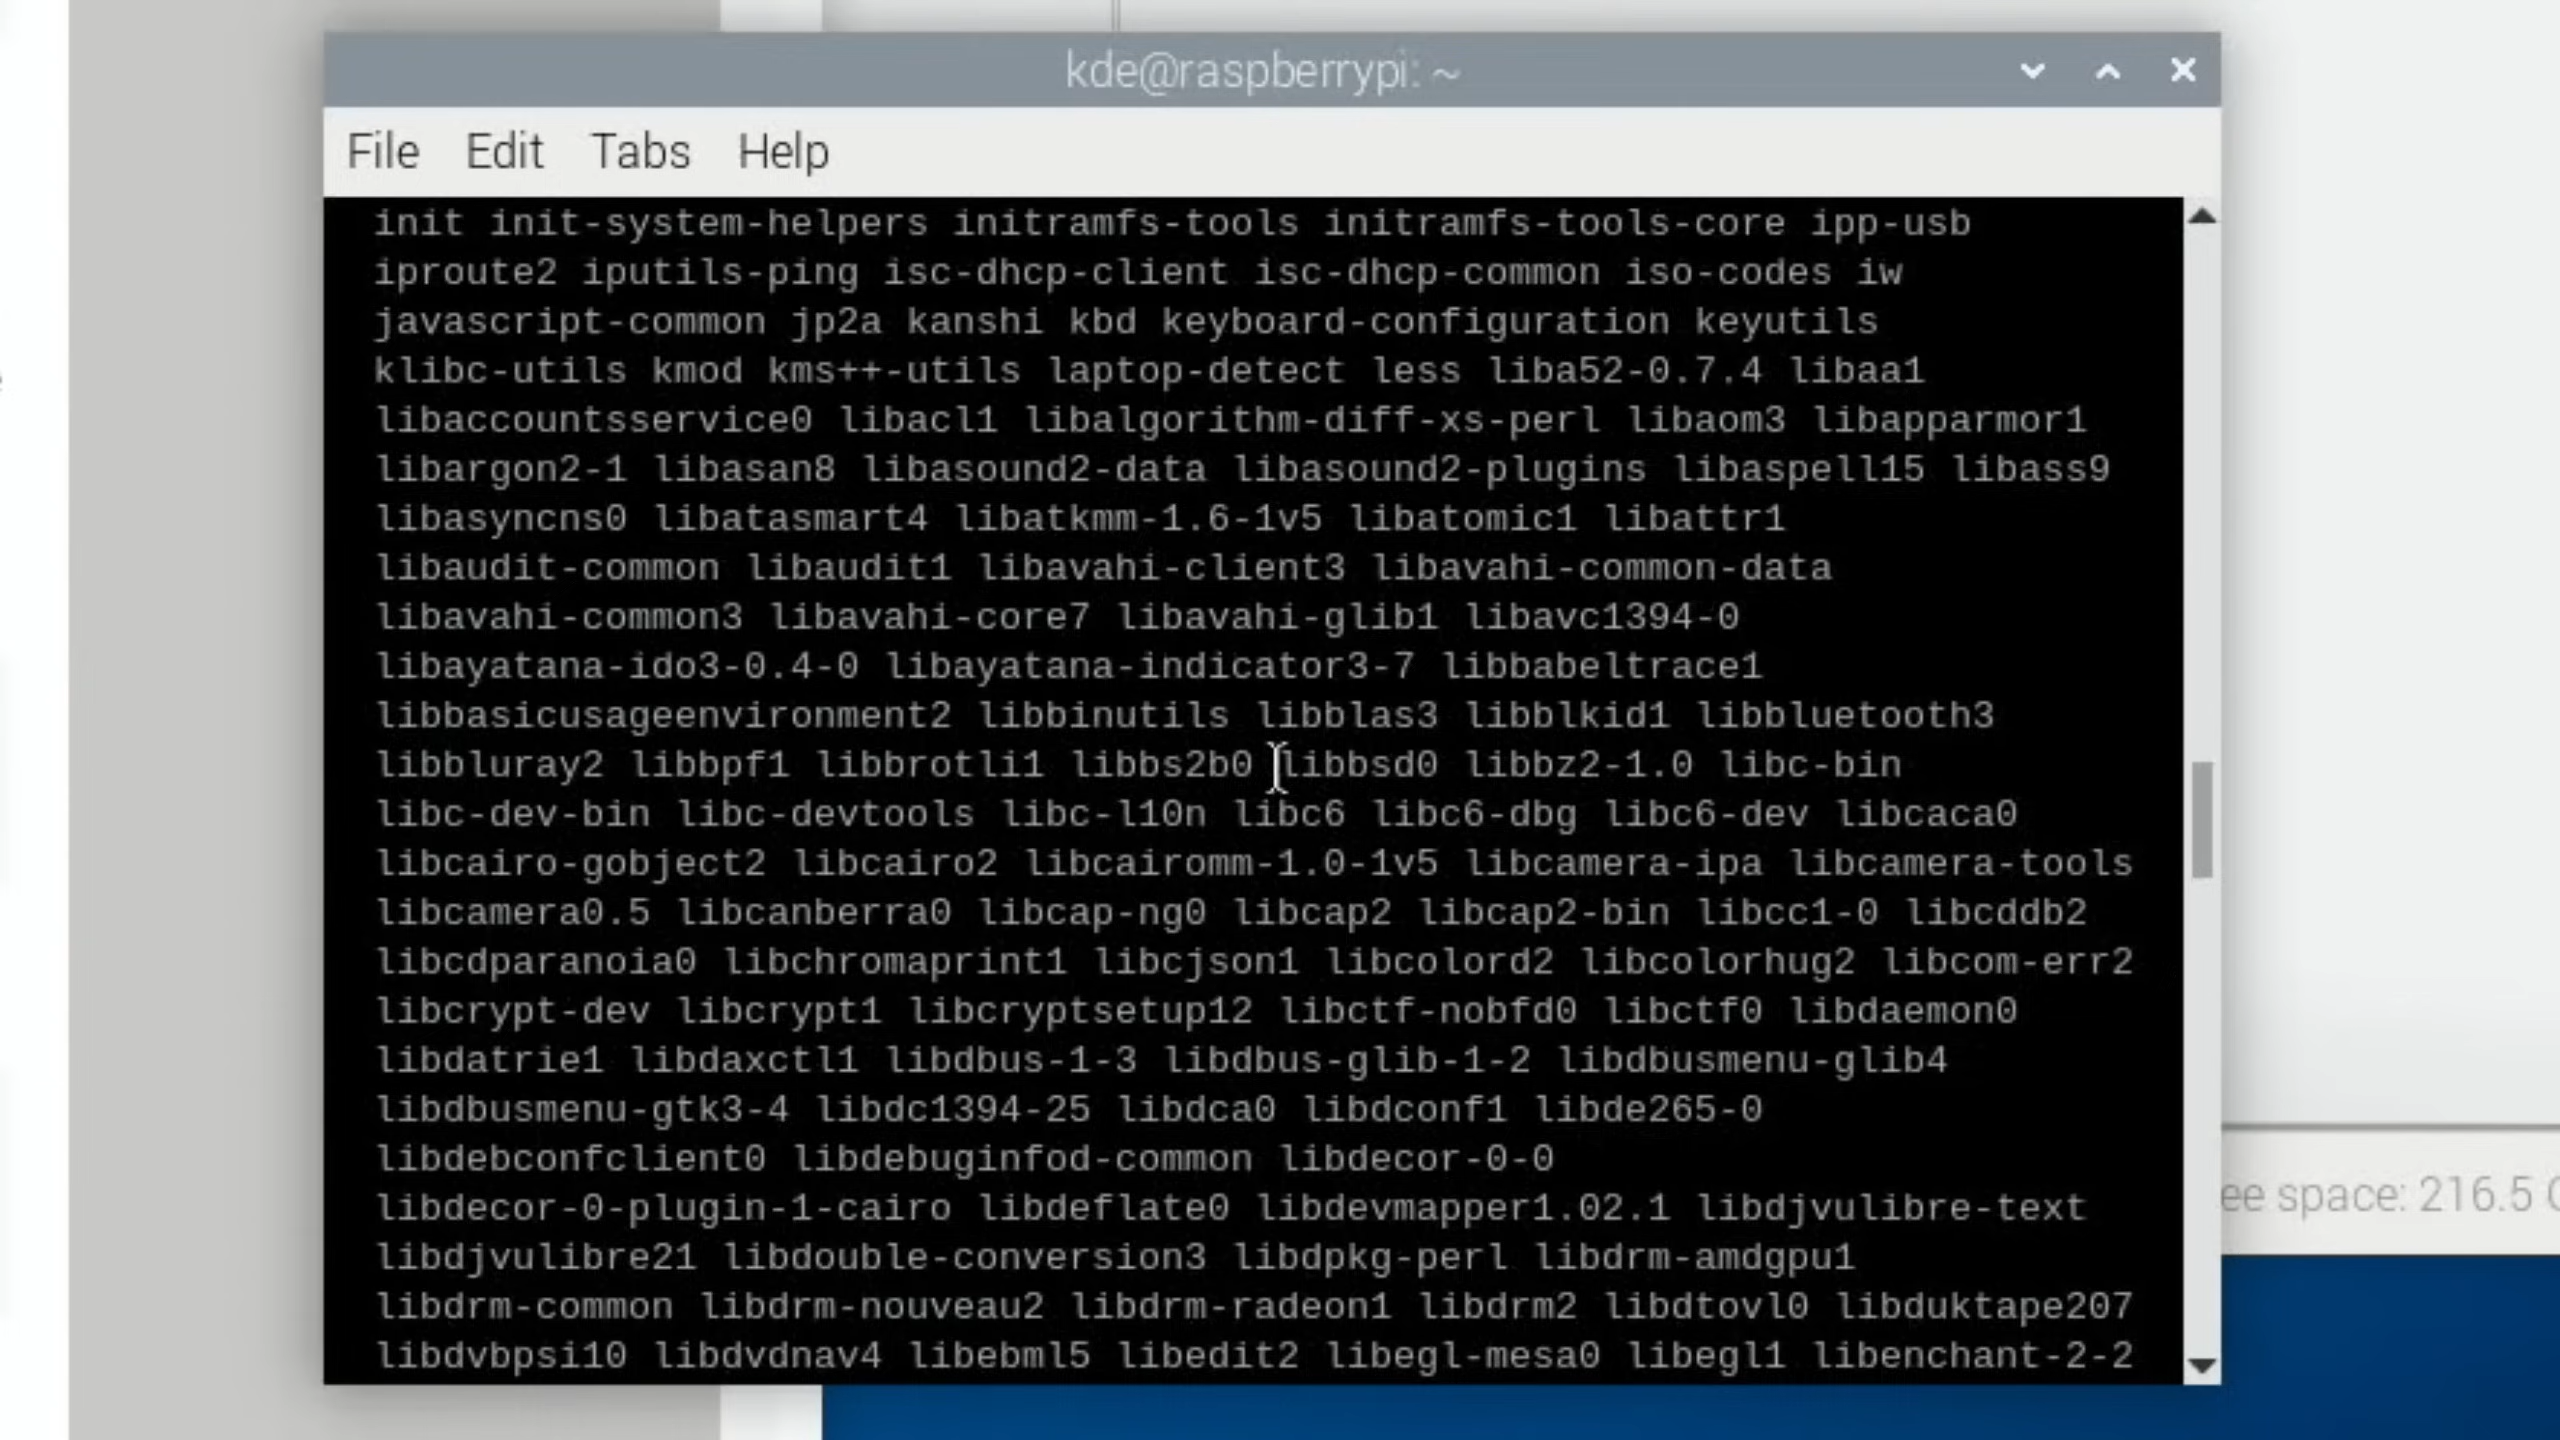 kde@raspberrypi: ~
File Edit Tabs Help
init init-system-helpers initramfs-tools initramfs-tools-core ipp-usb
iproute2 iputils-ping isc-dhcp-client isc-dhcp-common iso-codes iw
javascript-common jp2a kanshi kbd keyboard-configuration keyutils
klibc-utils kmod kms++-utils laptop-detect less liba52-0.7.4 libaa1
libaccountsservice0 libacl1 libalgorithm-diff-xs-perl libaom3 libapparmor1
libargon2-1 libasan8 libasound2-data libasound2-plugins libaspell15 libass9
libasyncns0 libatasmart4 libatkmm-1.6-1v5 libatomic1 libattr1
libaudit-common libaudit1 libavahi-client3 libavahi-common-data
libavahi-common3 libavahi-core7 libavahi-glib1 libavc1394-0
libayatana-ido3-0.4-0 libayatana-indicator3-7 libbabeltrace1
libbasicusageenvironment2 libbinutils libblas3 libblkid1 libbluetooth3
libbluray2 libbpf1 libbrotli1 libbs2b0 libbsd0 libbz2-1.0 libc-bin
libc-dev-bin libc-devtools libc-l10n libc6 libc6-dbg libc6-dev libcaca0
libcairo-gobject2 libcairo2 libcairomm-1.0-1v5 libcamera-ipa libcamera-tools
libcamera0.5 libcanberra0 libcap-ng0 libcap2 libcap2-bin libcc1-0 libcddb2
libcdparanoia0 libchromaprint1 libcjson1 libcolord2 libcolorhug2 libcom-err2
libcrypt-dev libcrypt1 libcryptsetup12 libctf-nobfd0 libctf0 libdaemon0
libdatrie1 libdaxctl1 libdbus-1-3 libdbus-glib-1-2 libdbusmenu-glib4
libdbusmenu-gtk3-4 libdc1394-25 libdca0 libdconf1 libde265-0
libdebconfclient0 libdebuginfod-common libdecor-0-0
libdecor-0-plugin-1-cairo libdeflate0 libdevmapper1.02.1 libdjvulibre-text
libdjvulibre21 libdouble-conversion3 libdpkg-perl libdrm-amdgpu1
libdrm-common libdrm-nouveau2 libdrm-radeon1 libdrm2 libdtovl0 libduktape207
libdvbpsi10 libdvdnav4 libebml5 libedit2 libegl-mesa0 libegl1 libenchant-2-2
ee space: 216.5